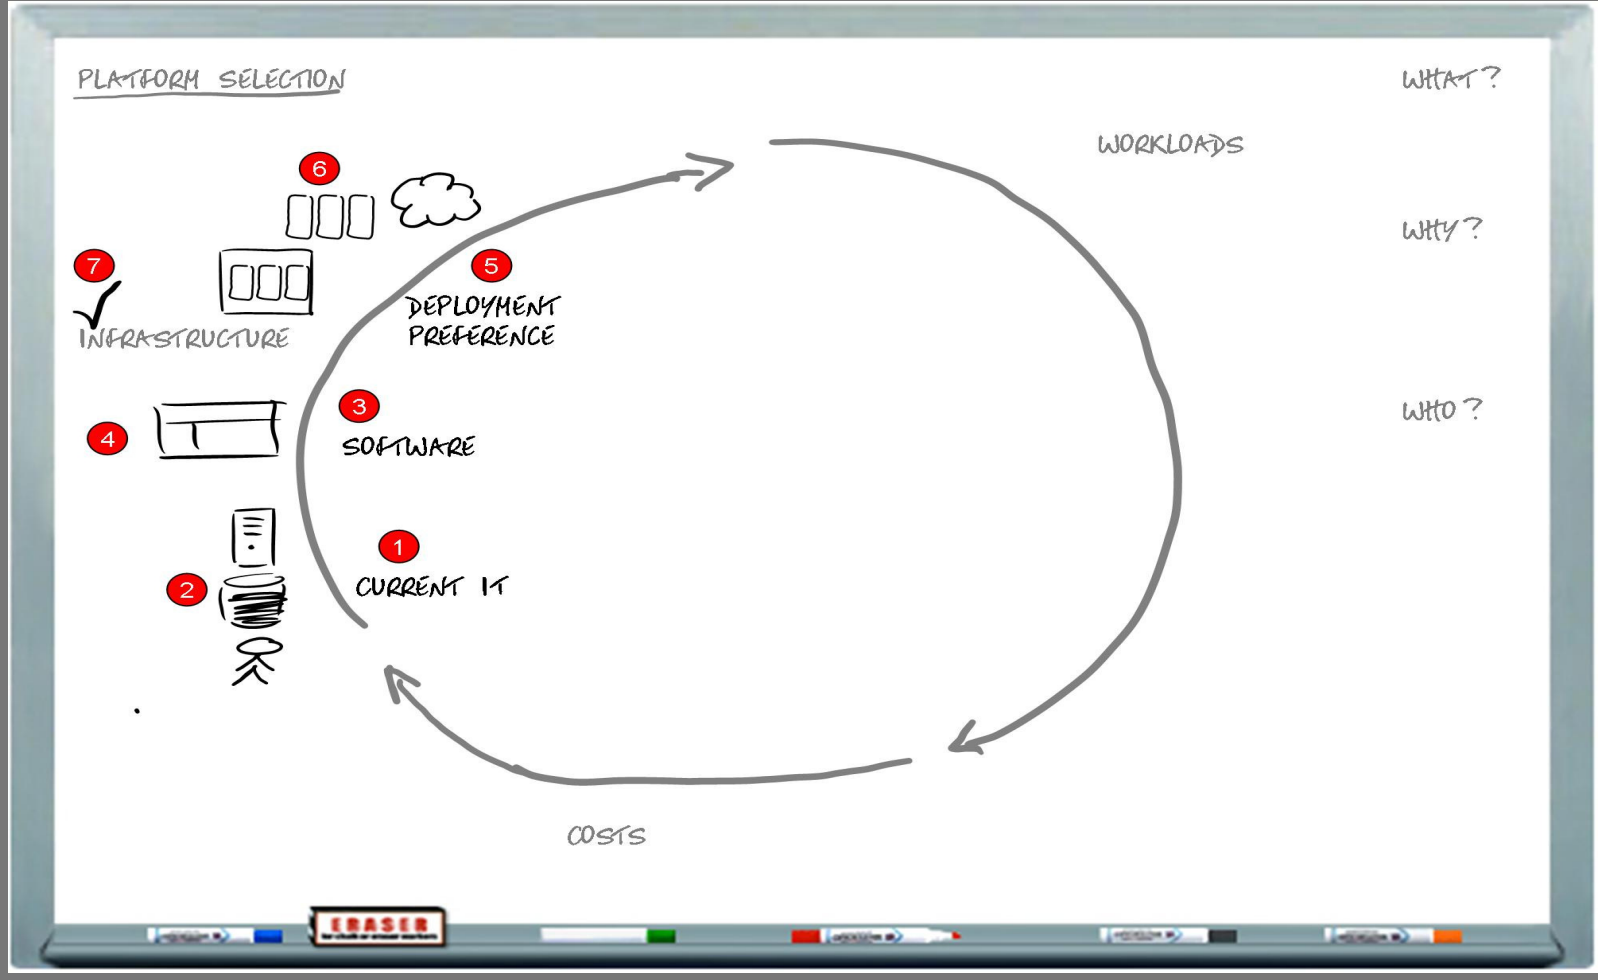 PLATFORM SELECTION
WHAT?
WORKLOADS
6
WHY?
7
5
DEPLOYMENT
PREFERENCE
INFRASTRUCTURE
3
WHO?
4
SOFTWARE
1
2
CURRENT IT
COSTS
ERASER